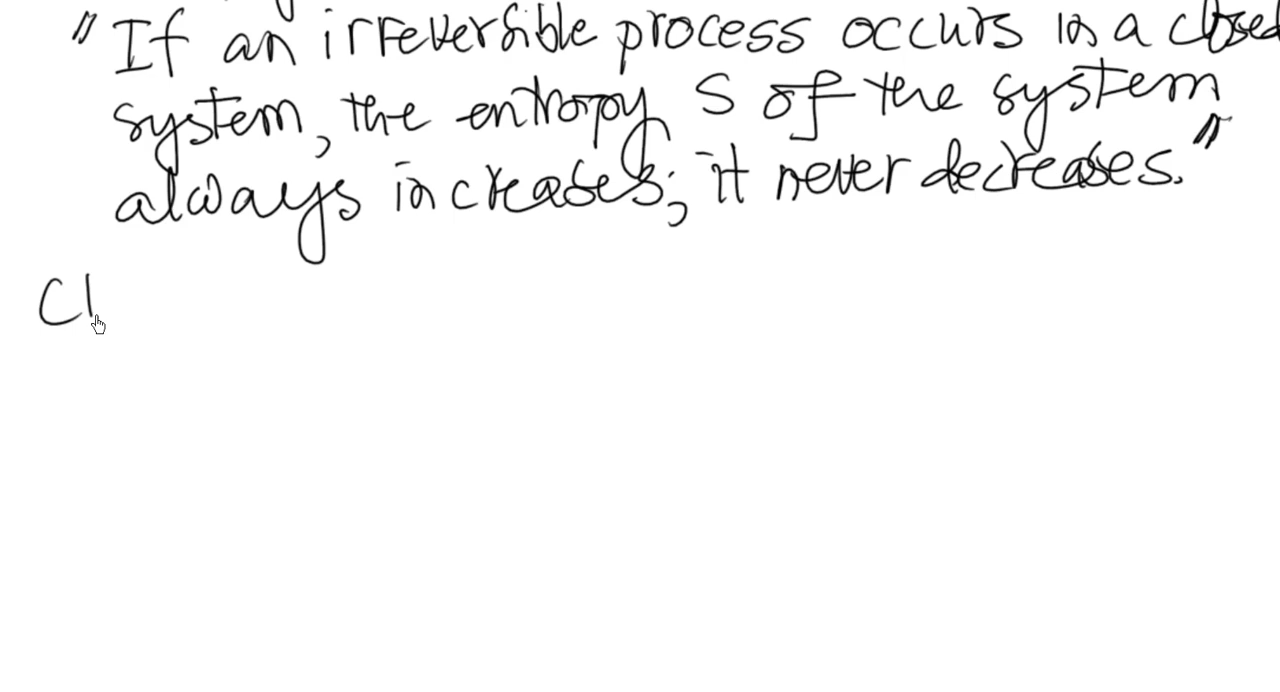 "If an irreversible process occurs in a closed
system, the entropy S of the system
always increases; it never decreases."
Cl